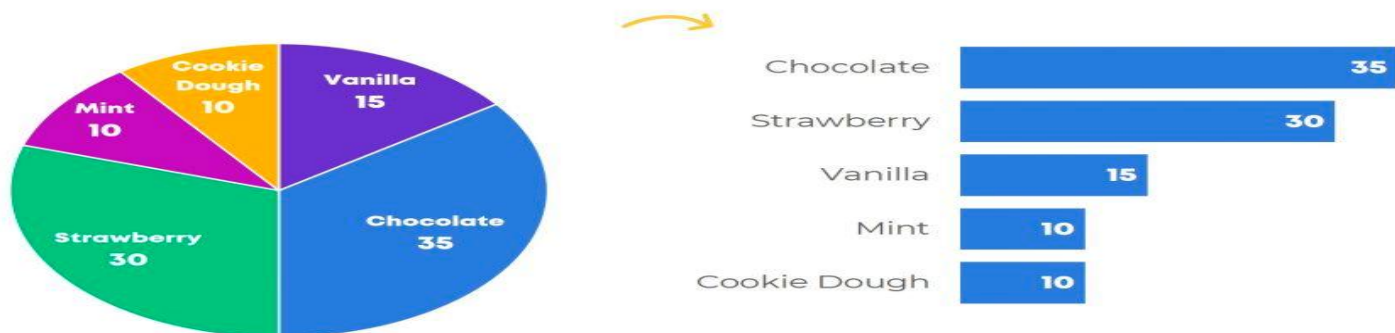 Cookie
Dough
10
Vanilla
15
Mint
10
Chocolate
35
Strawberry
30
Chocolate 35
Strawberry 30
Vanilla 15
Mint 10
Cookie Dough 10